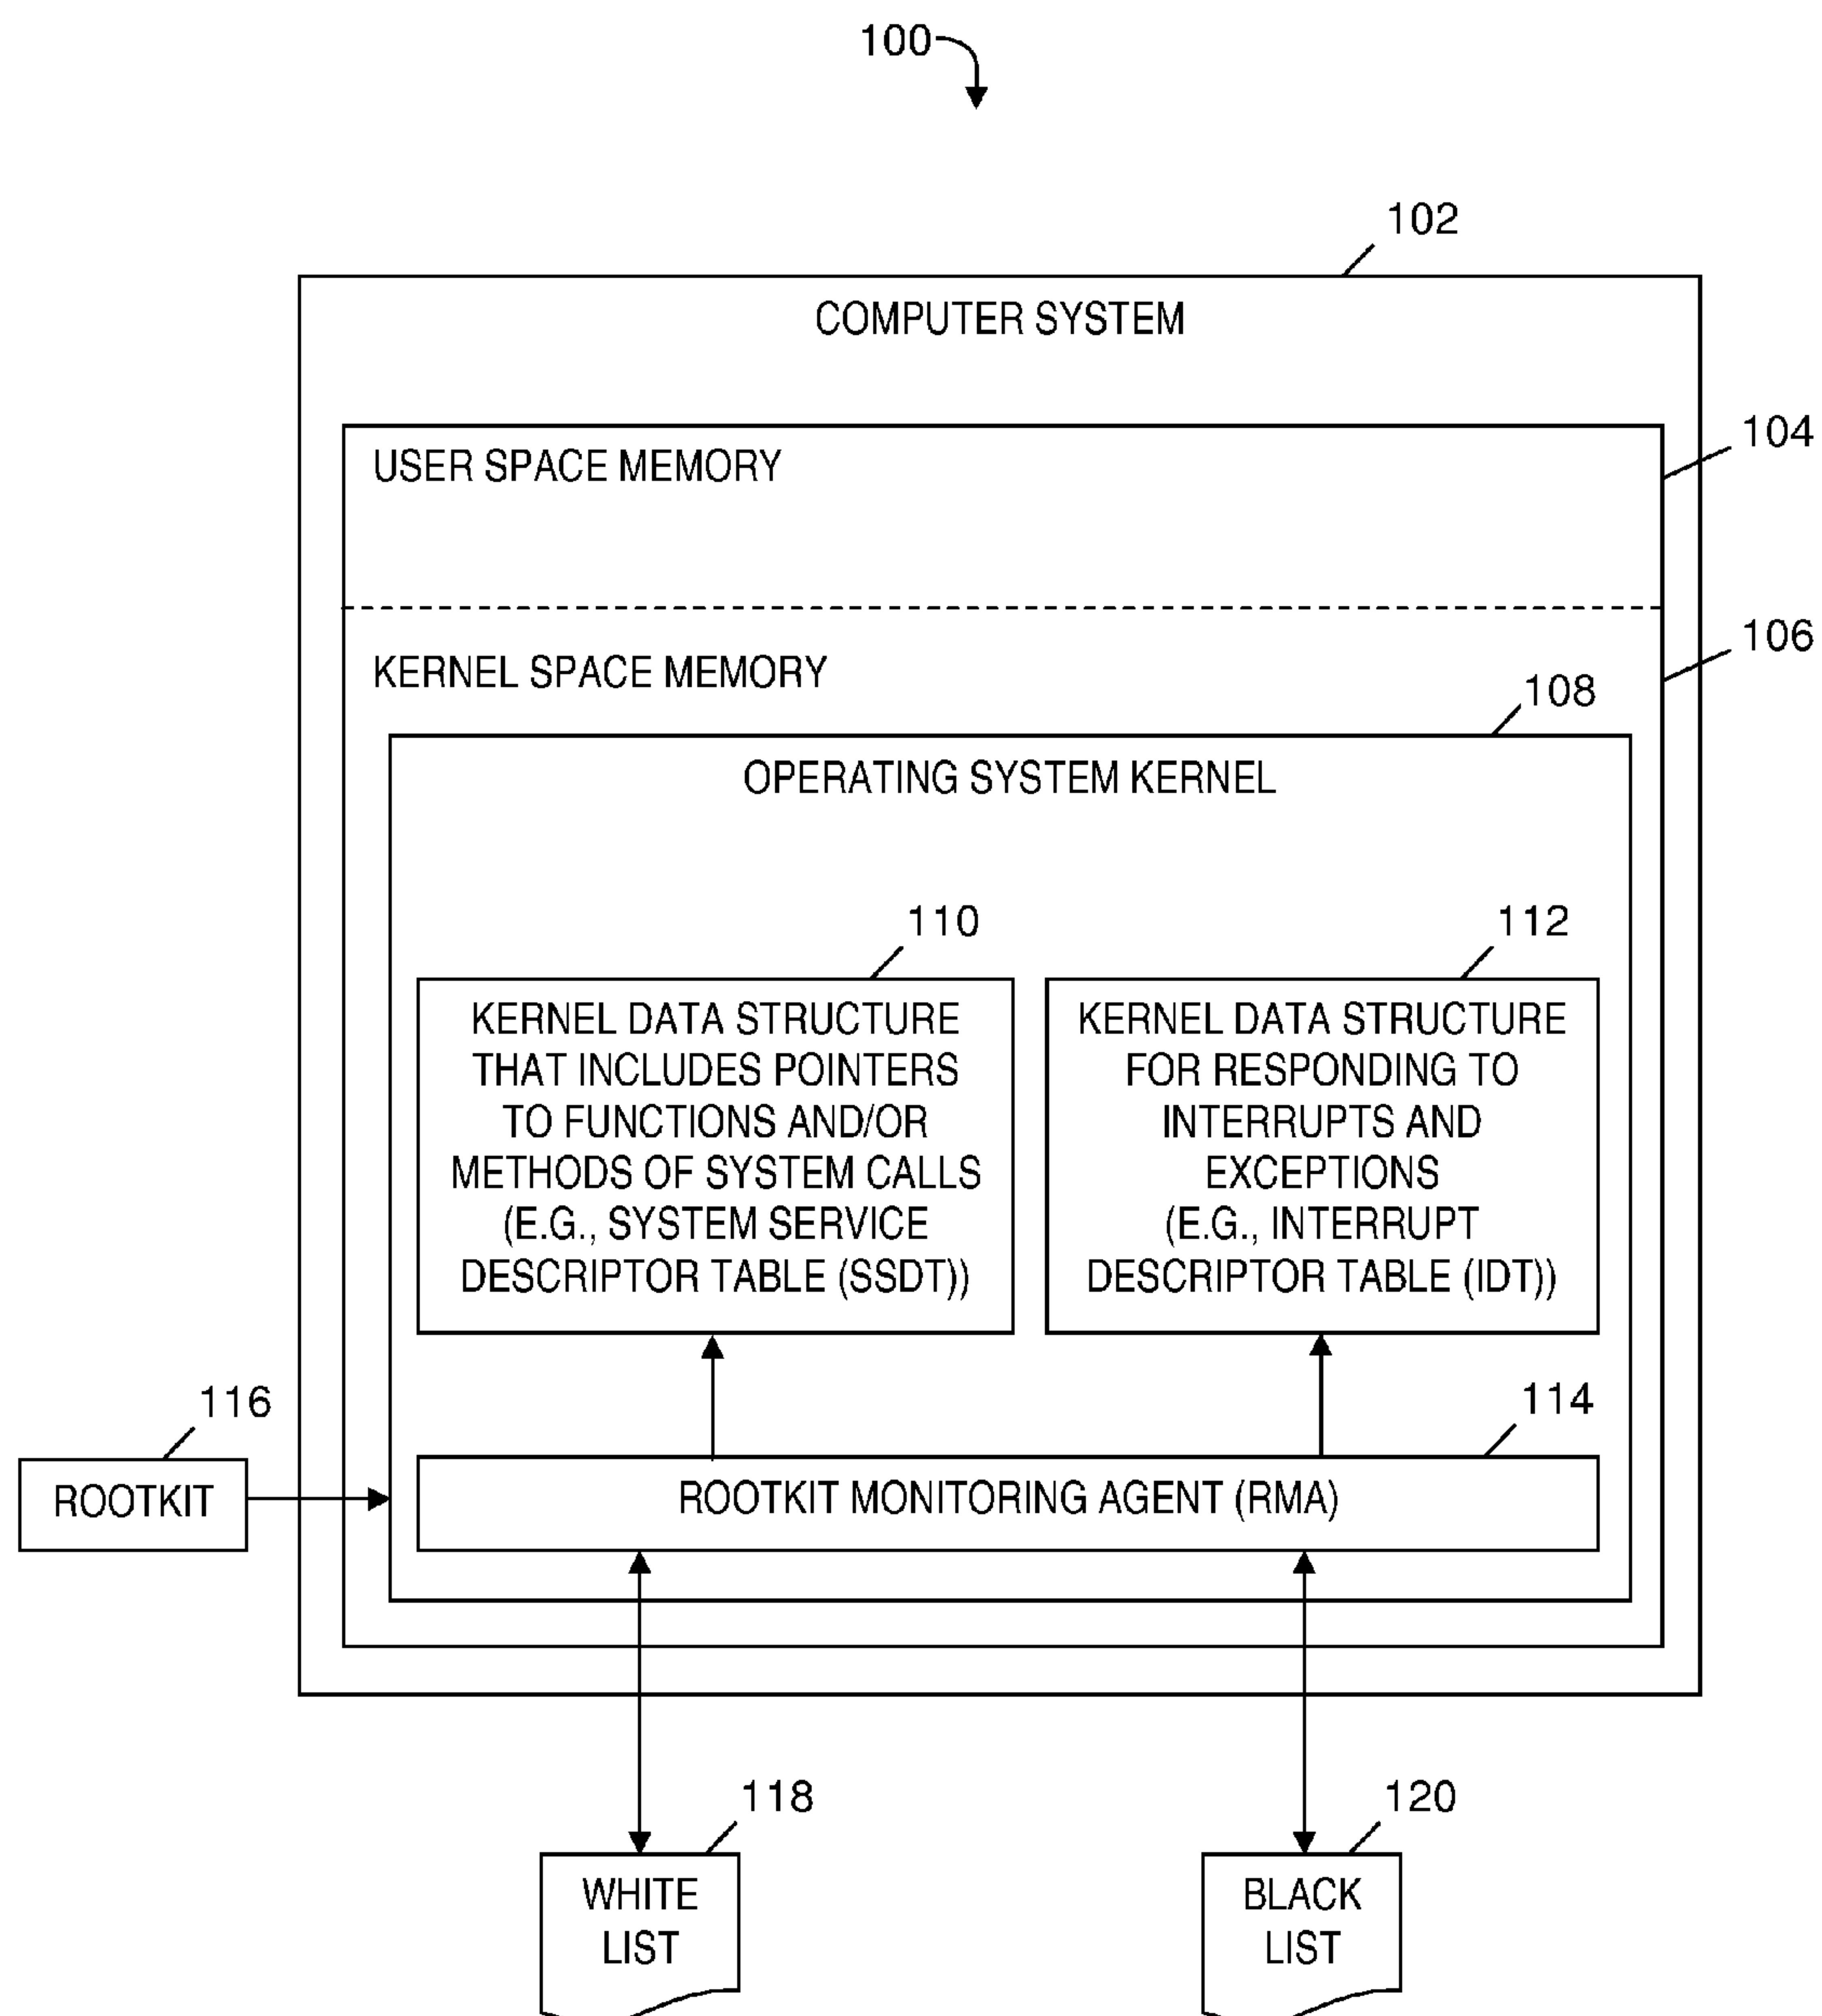 100
102
COMPUTER SYSTEM
104
USER SPACE MEMORY
106
KERNEL SPACE MEMORY
108
OPERATING SYSTEM KERNEL
110
KERNEL DATA STRUCTURE
THAT INCLUDES POINTERS
TO FUNCTIONS AND/OR
METHODS OF SYSTEM CALLS
(E.G., SYSTEM SERVICE
DESCRIPTOR TABLE (SSDT))
112
KERNEL DATA STRUCTURE
FOR RESPONDING TO
INTERRUPTS AND
EXCEPTIONS
(E.G., INTERRUPT
DESCRIPTOR TABLE (IDT))
116
ROOTKIT
114
ROOTKIT MONITORING AGENT (RMA)
118
WHITE
LIST
120
BLACK
LIST